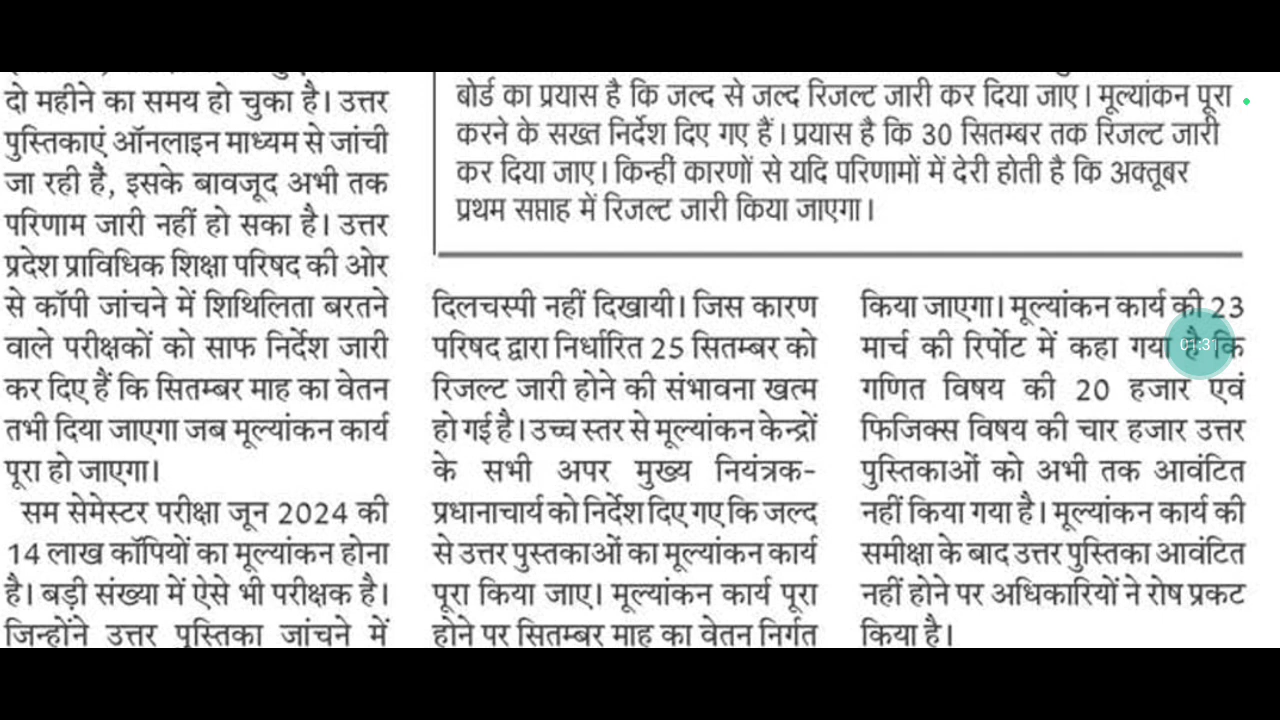 दो महीने का समय हो चुका है। उत्तर
पुस्तिकाएं ऑनलाइन माध्यम से जांची
जा रही हैं, इसके बावजूद अभी तक
परिणाम जारी नहीं हो सका है। उत्तर
प्रदेश प्राविधिक शिक्षा परिषद की ओर
से कॉपी जांचने में शिथिलिता बरतने
वाले परीक्षकों को साफ निर्देश जारी
कर दिए हैं कि सितम्बर माह का वेतन
तभी दिया जाएगा जब मूल्यांकन कार्य
पूरा हो जाएगा।
सम सेमेस्टर परीक्षा जून 2024 की
14 लाख कॉपियों का मूल्यांकन होना
है। बड़ी संख्या में ऐसे भी परीक्षक है।
जिन्होंने उत्तर पुस्तिका जांचने में
बोर्ड का प्रयास है कि जल्द से जल्द रिजल्ट जारी कर दिया जाए। मूल्यांकन पूरा
करने के सख्त निर्देश दिए गए हैं। प्रयास है कि 30 सितम्बर तक रिजल्ट जारी
कर दिया जाए। किन्हीं कारणों से यदि परिणामों में देरी होती है कि अक्तूबर
प्रथम सप्ताह में रिजल्ट जारी किया जाएगा।
दिलचस्पी नहीं दिखायी। जिस कारण
परिषद द्वारा निर्धारित 25 सितम्बर को
रिजल्ट जारी होने की संभावना खत्म
हो गई है। उच्च स्तर से मूल्यांकन केन्द्रों
के सभी अपर मुख्य नियंत्रक-
प्रधानाचार्य को निर्देश दिए गए कि जल्द
से उत्तर पुस्तकाओं का मूल्यांकन कार्य
पूरा किया जाए। मूल्यांकन कार्य पूरा
होने पर सितम्बर माह का वेतन निर्गत
किया जाएगा। मूल्यांकन कार्य की 23
मार्च की रिर्पोट में कहा गया है कि
गणित विषय की 20 हजार एवं
फिजिक्स विषय की चार हजार उत्तर
पुस्तिकाओं को अभी तक आवंटित
नहीं किया गया है। मूल्यांकन कार्य की
समीक्षा के बाद उत्तर पुस्तिका आवंटित
नहीं होने पर अधिकारियों ने रोष प्रकट
किया है।
01:31